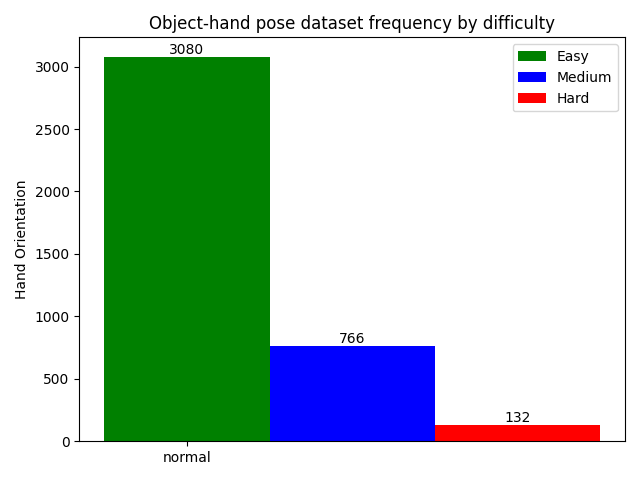 Object-hand pose dataset frequency by difficulty
Hand Orientation
3000
2500
2000
1500
1000
500
0
3080
766
132
Easy
Medium
Hard
normal